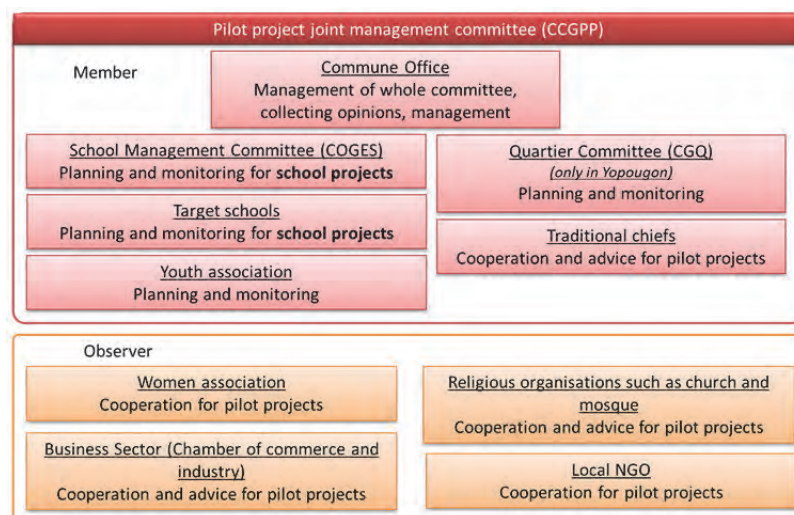 Pilot project joint management committee (CCGPP)
Member
Commune Office
Management of whole committee,
collecting opinions, management
School Management Committee (COGES)
Planning and monitoring for school projects
Target schools
Planning and monitoring for school projects
Youth association
Planning and monitoring
Quartier Committee (CGQ)
(only in Yopougon)
Planning and monitoring
Traditional chiefs
Cooperation and advice for pilot projects
Observer
Women association
Cooperation for pilot projects
Business Sector (Chamber of commerce and
industry)
Cooperation and advice for pilot projects
Religious organisations such as church and
mosque
Cooperation and advice for pilot projects
Local NGO
Cooperation for pilot projects